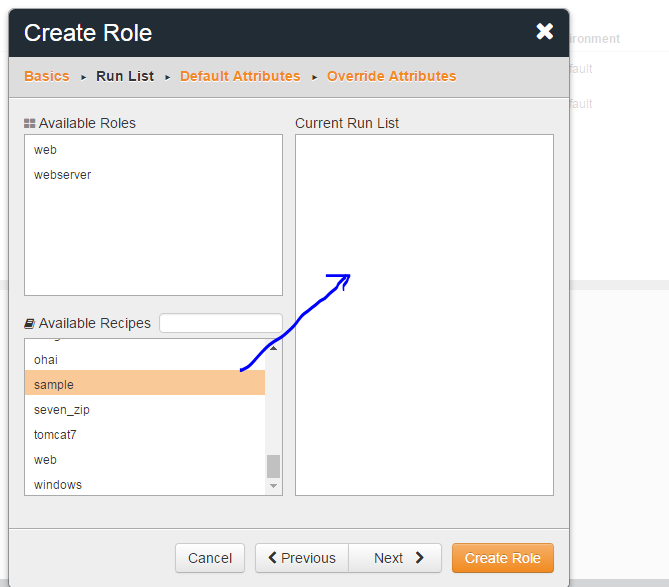 Create Role
Basics ▸ Run List ▸ Default Attributes ▸ Override Attributes
Available Roles
web
webserver
Current Run List
Available Recipes
ohai
sample
seven_zip
tomcat7
web
windows
Cancel
Previous
Next
Create Role
ironment
fault
fault